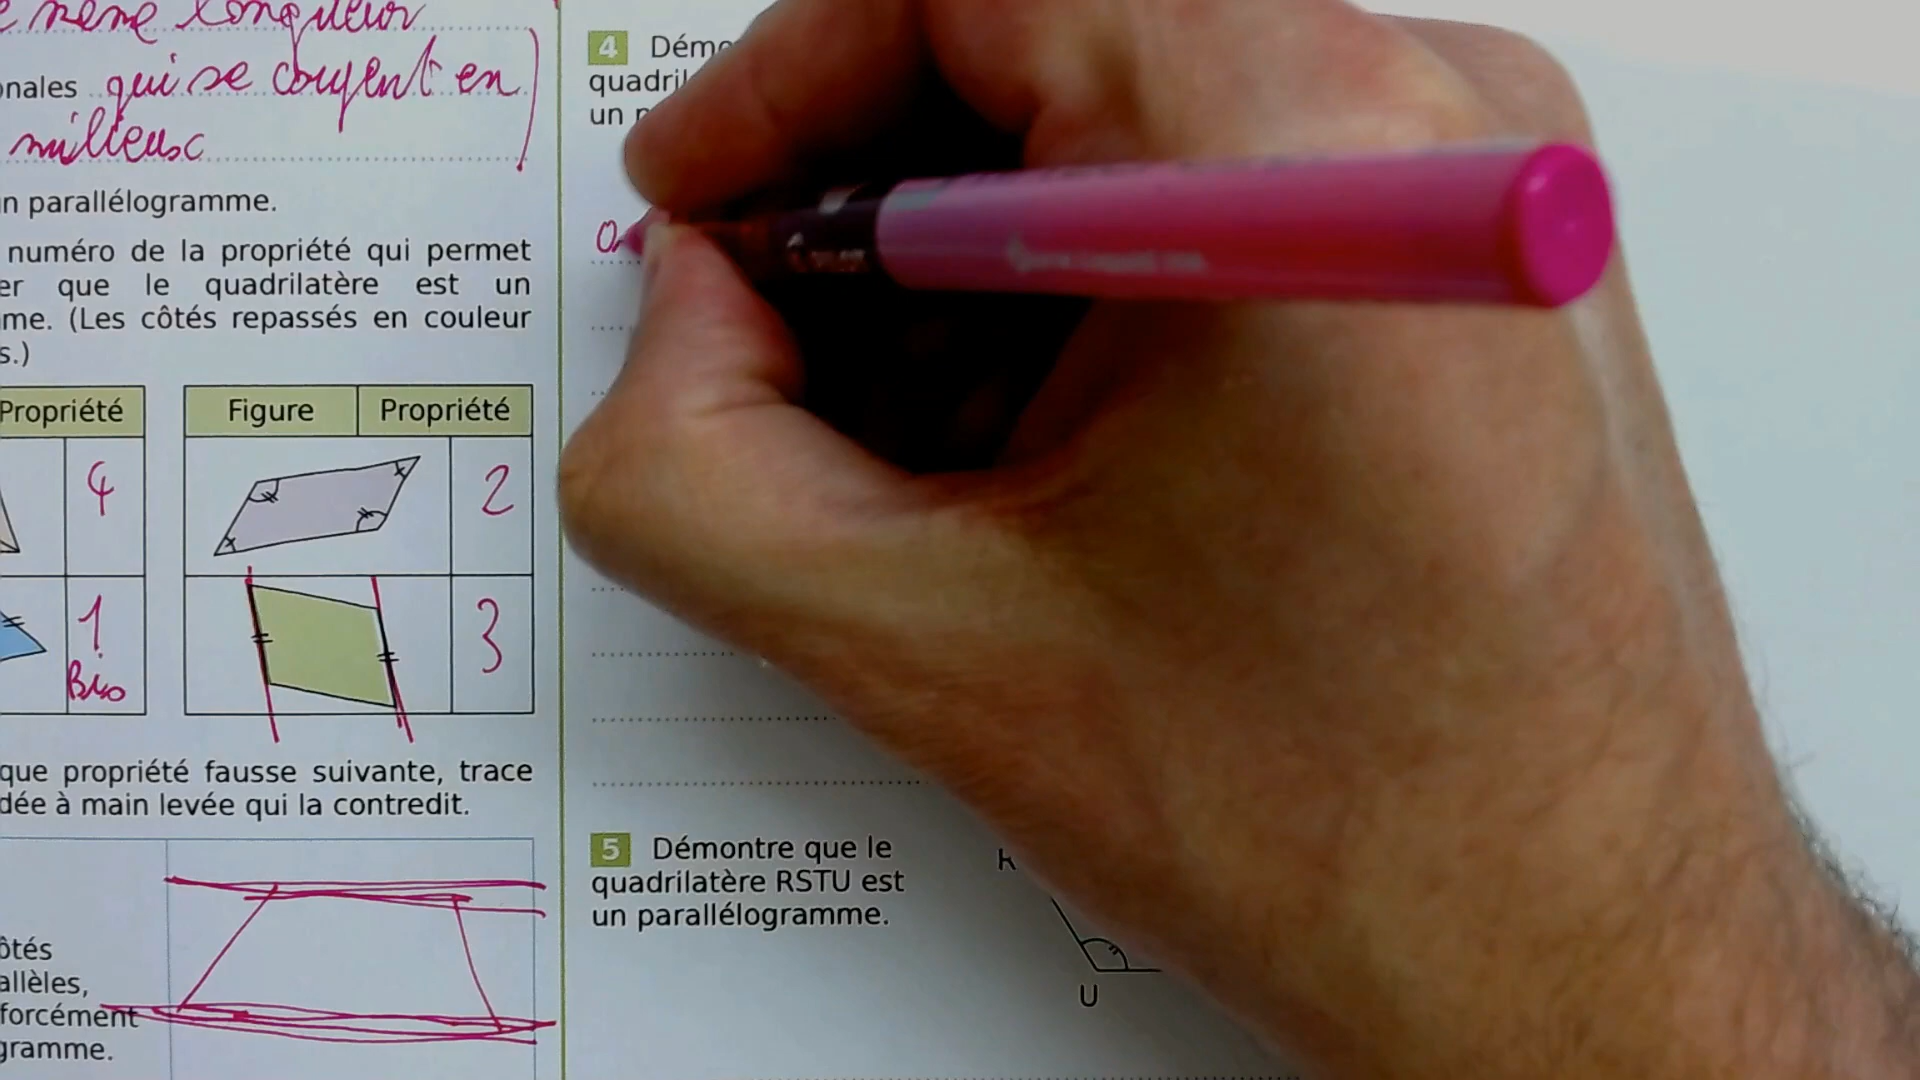 même longueur
onales qui se coupent en
milieux
n parallélogramme.
numéro de la propriété qui permet
er que le quadrilatère est un
me. (Les côtés repassés en couleur
s.)
Propriété
4
1
Bis
Figure Propriété
2
3
que propriété fausse suivante, trace
dée à main levée qui la contredit.
ôtés
allèles,
forcément
gramme.
4 Démo
quadril
un
5 Démontre que le
quadrilatère RSTU est
un parallélogramme.
R
U